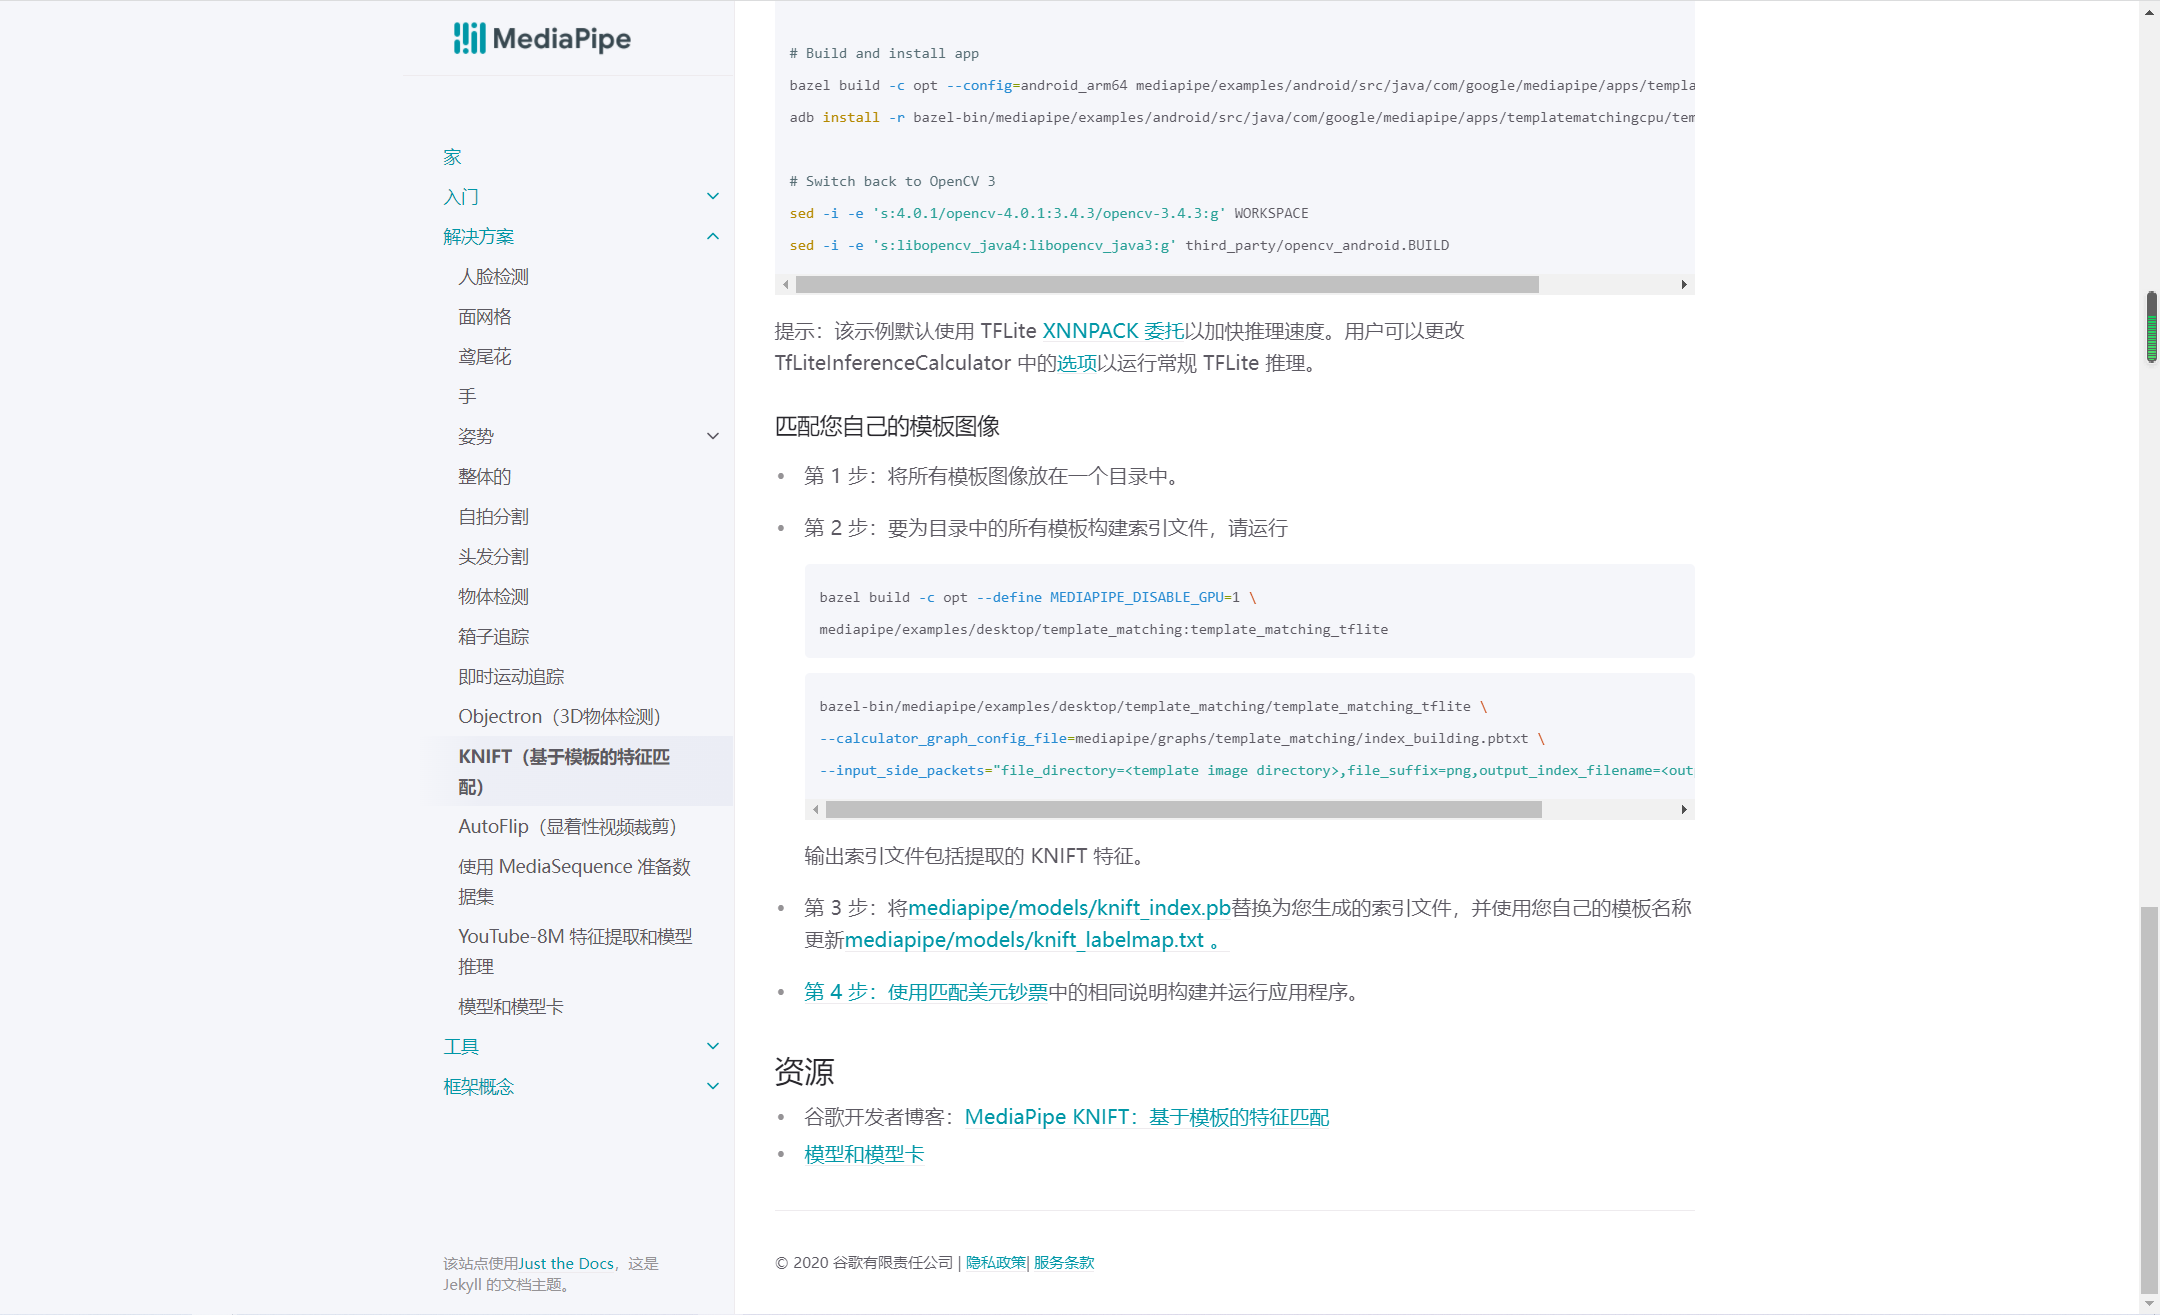 MediaPipe
家
入门
解决方案
人脸检测
面网格
鸢尾花
手
姿势
整体的
自拍分割
头发分割
物体检测
箱子追踪
即时运动追踪
Objectron（3D物体检测）
KNIFT（基于模板的特征匹
配）
AutoFlip（显着性视频裁剪）
使用 MediaSequence 准备数
据集
YouTube-8M 特征提取和模型
推理
模型和模型卡
工具
框架概念
该站点使用Just the Docs，这是
Jekyll 的文档主题。
# Build and install app
bazel build -c opt --config=android_arm64 mediapipe/examples/android/src/java/com/google/mediapipe/apps/templa
adb install -r bazel-bin/mediapipe/examples/android/src/java/com/google/mediapipe/apps/templatematchingcpu/tem
# Switch back to OpenCV 3
sed -i -e 's:4.0.1/opencv-4.0.1:3.4.3/opencv-3.4.3:g' WORKSPACE
sed -i -e 's:libopencv_java4:libopencv_java3:g' third_party/opencv_android.BUILD
提示：该示例默认使用 TFLite XNNPACK 委托以加快推理速度。用户可以更改
TfLiteInferenceCalculator 中的选项以运行常规 TFLite 推理。
匹配您自己的模板图像
• 第 1 步：将所有模板图像放在一个目录中。
• 第 2 步：要为目录中的所有模板构建索引文件，请运行
bazel build -c opt --define MEDIAPIPE_DISABLE_GPU=1 \
mediapipe/examples/desktop/template_matching:template_matching_tflite
bazel-bin/mediapipe/examples/desktop/template_matching/template_matching_tflite \
--calculator_graph_config_file=mediapipe/graphs/template_matching/index_building.pbtxt \
--input_side_packets="file_directory=<template image directory>,file_suffix=png,output_index_filename=<out
输出索引文件包括提取的 KNIFT 特征。
• 第 3 步：将mediapipe/models/knift_index.pb替换为您生成的索引文件，并使用您自己的模板名称
更新mediapipe/models/knift_labelmap.txt 。
• 第 4 步：使用匹配美元钞票中的相同说明构建并运行应用程序。
资源
• 谷歌开发者博客：MediaPipe KNIFT：基于模板的特征匹配
• 模型和模型卡
© 2020 谷歌有限责任公司 | 隐私政策| 服务条款